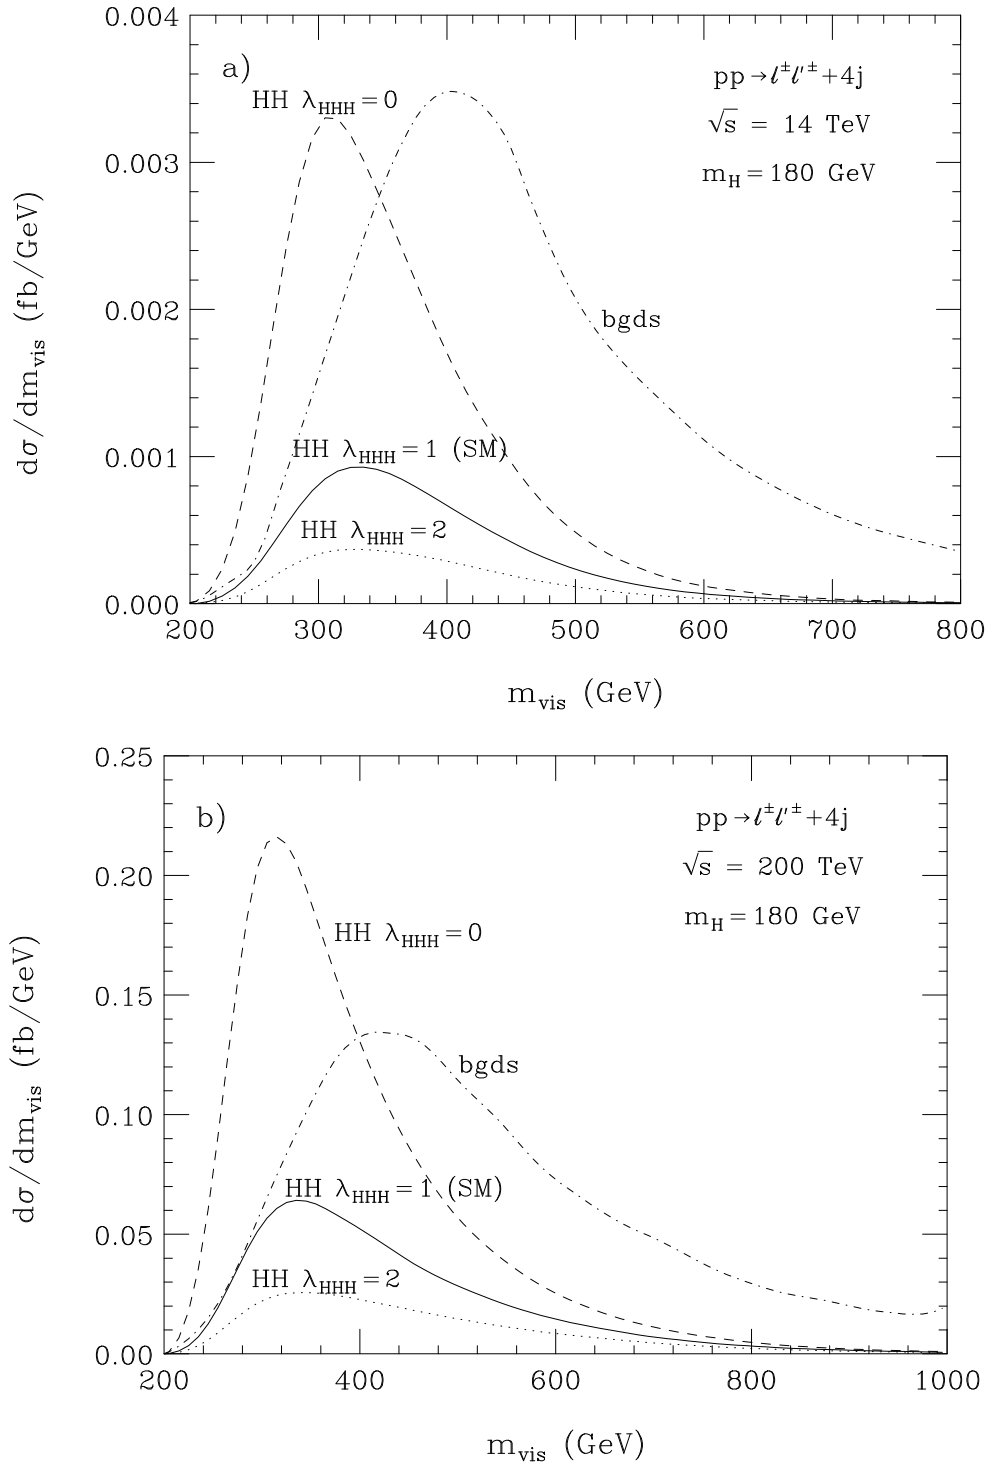 0.004
a)
pp→ℓ±ℓ'±+4j
HH λHHH=0
√s = 14 TeV
0.003
mH=180 GeV
dσ/dmvis (fb/GeV)
0.002
bgds
0.001
HH λHHH=1 (SM)
HH λHHH=2
0.000
200 300 400 500 600 700 800
mvis (GeV)
0.25
b)
pp→ℓ±ℓ'±+4j
√s = 200 TeV
0.20
mH=180 GeV
HH λHHH=0
dσ/dmvis (fb/GeV)
0.15
bgds
0.10
HH λHHH=1 (SM)
0.05
HH λHHH=2
0.00
200 400 600 800 1000
mvis (GeV)